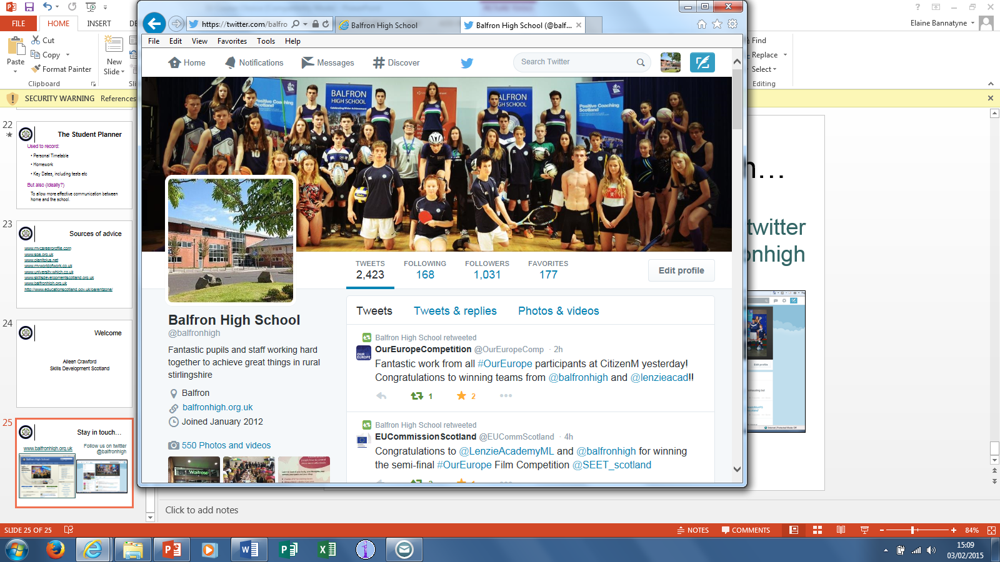 FILE
HOME
INSERT
DE
Elaine Bannatyne
Cut
Copy
Format Painter
Paste
New
Slide
Clipboard
Find
Replace
Select
Editing
SECURITY WARNING References
https://twitter.com/balfro
Balfron High School
Balfron High School (@balf...
File Edit View Favorites Tools Help
Home Notifications Messages Discover
Search Twitter
Positive Coaching
Scotland
BALFRON
HIGH SCHOOL
BALFRON
HIGH SCHOOL
Positive Coaching
Scotland
TWEETS
2,423
FOLLOWING
168
FOLLOWERS
1,031
FAVORITES
177
Edit profile
Balfron High School
@balfronhigh
Fantastic pupils and staff working hard
together to achieve great things in rural
stirlingshire
Balfron
balfronhigh.org.uk
Joined January 2012
550 Photos and videos
Waitrose
Tweets Tweets & replies Photos & videos
Balfron High School retweeted
OurEuropeCompetition @OurEuropeComp · 2h
OUR
EUROPE
Fantastic work from all #OurEurope participants at CitizenM yesterday!
Congratulations to winning teams from @balfronhigh and @lenzieacad!!
1 2
Balfron High School retweeted
EUCommissionScotland @EUCommScotland · 4h
Congratulations to @LenzieAcademyML and @balfronhigh for winning
the semi-final #OurEurope Film Competition @SEET_scotland
22
The Student Planner
Used to record:
• Personal Timetable
• Homework
• Key Dates, including tests etc
But also (ideally?)
To allow more effective communication between
home and the school.
23
Sources of advice
www.mycareerprofile.com
www.sqa.org.uk
www.planitplus.net
www.myworldofwork.co.uk
www.university.which.co.uk
www.skillsdevelopmentscotland.org.uk
www.balfronhigh.org.uk
http://www.educationscotland.gov.uk/parentzone/
24
Welcome
Aileen Crawford
Skills Development Scotland
25
Stay in touch...
www.balfronhigh.org.uk
Follow us on twitter
@balfronhigh
h...
twitter
onhigh
Edit profile
Click to add notes
SLIDE 25 OF 25
NOTES
COMMENTS
84%
15:09
03/02/2015